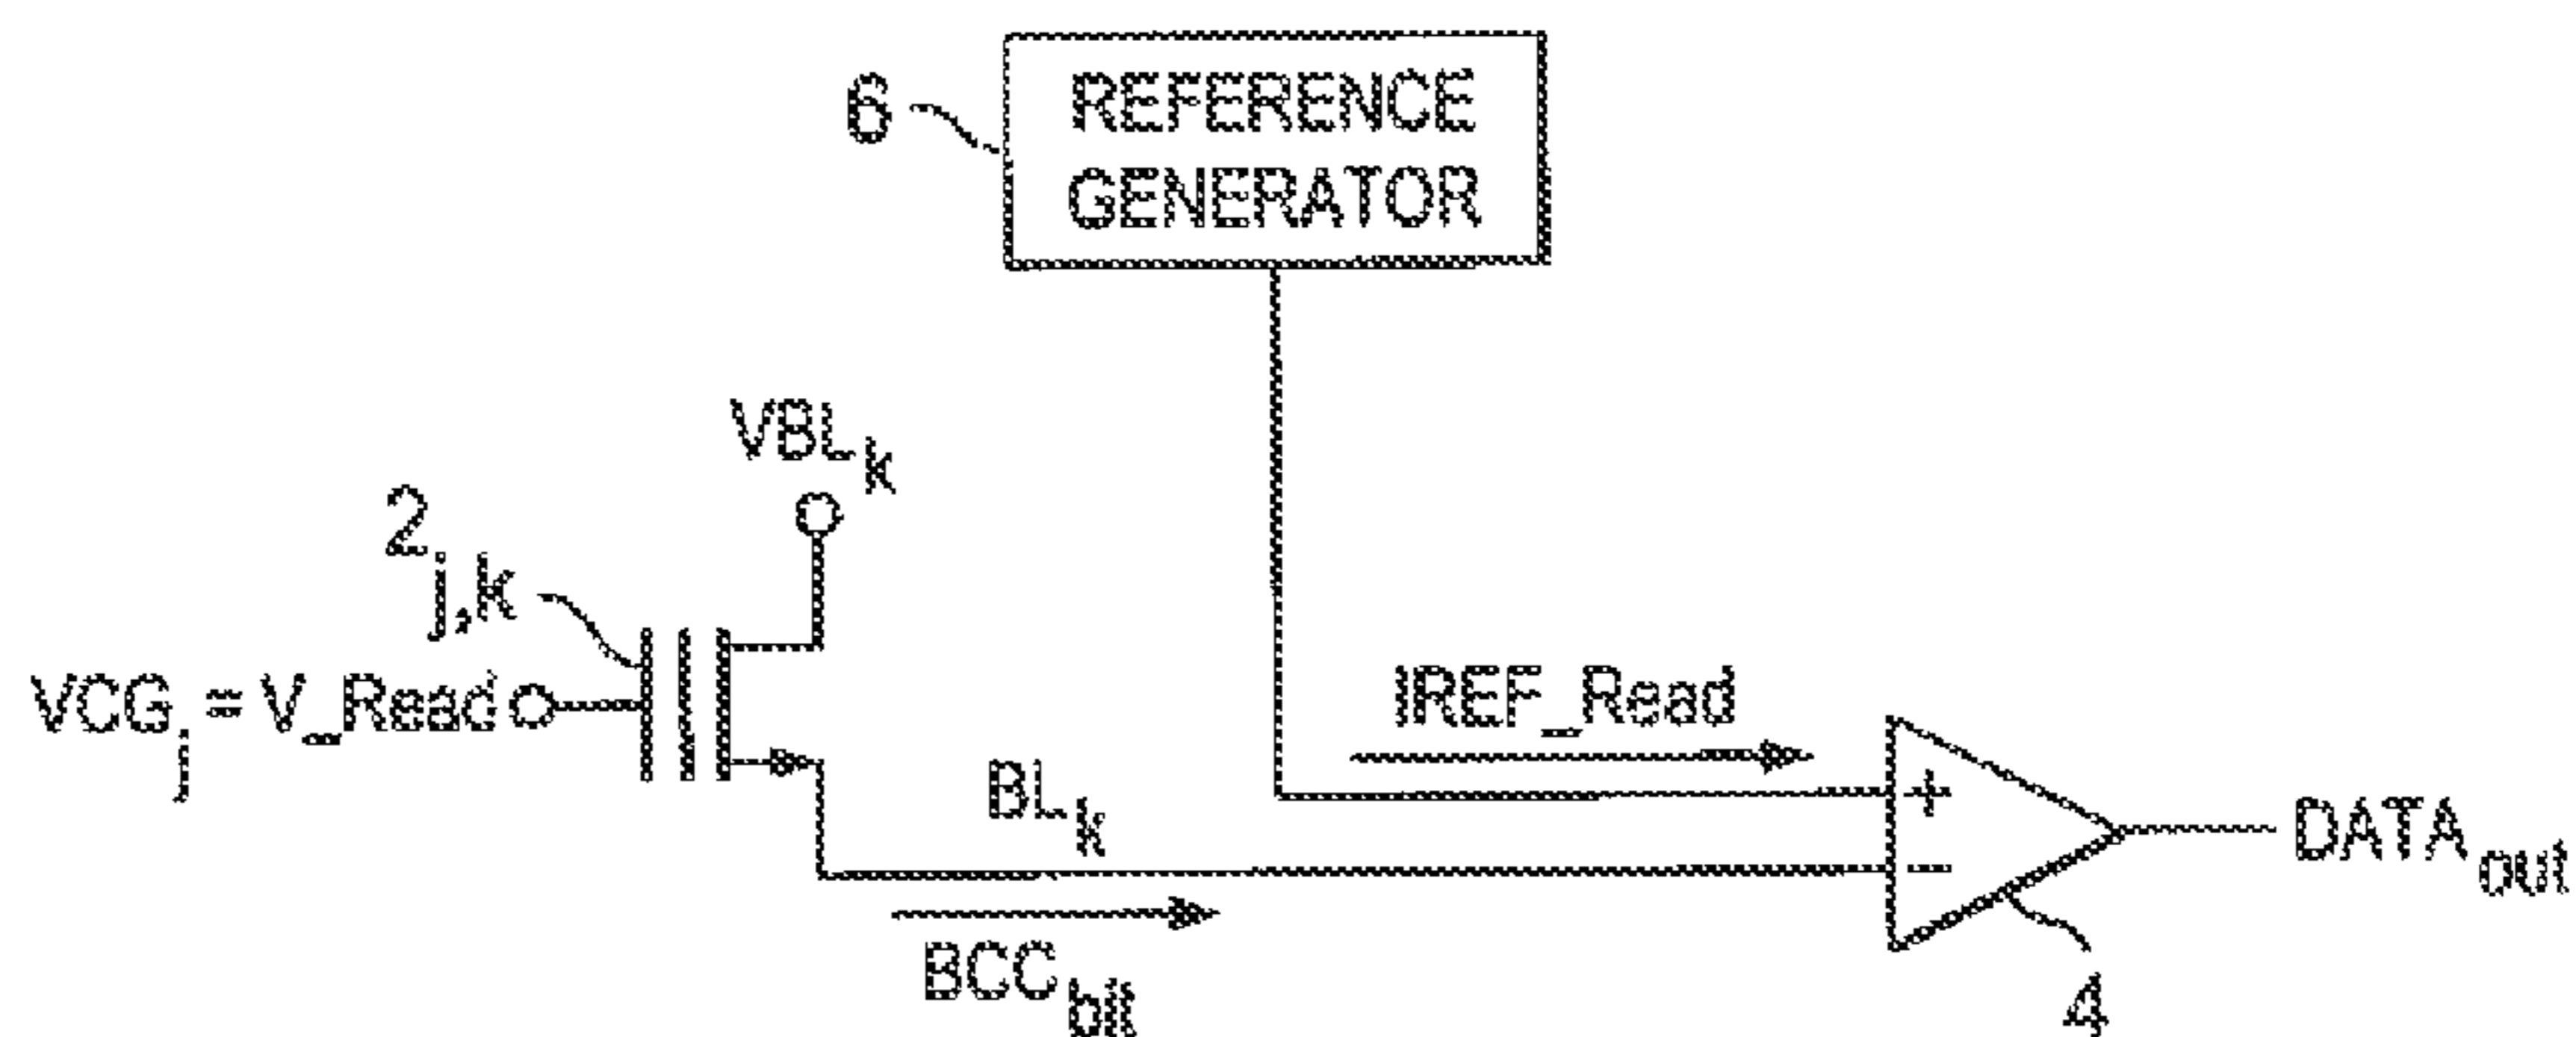 6
REFERENCE
GENERATOR
VBLk
2j,k
VCGj = V_Read
IREF_Read
BLk
+
−
DATAout
BCCbit
4